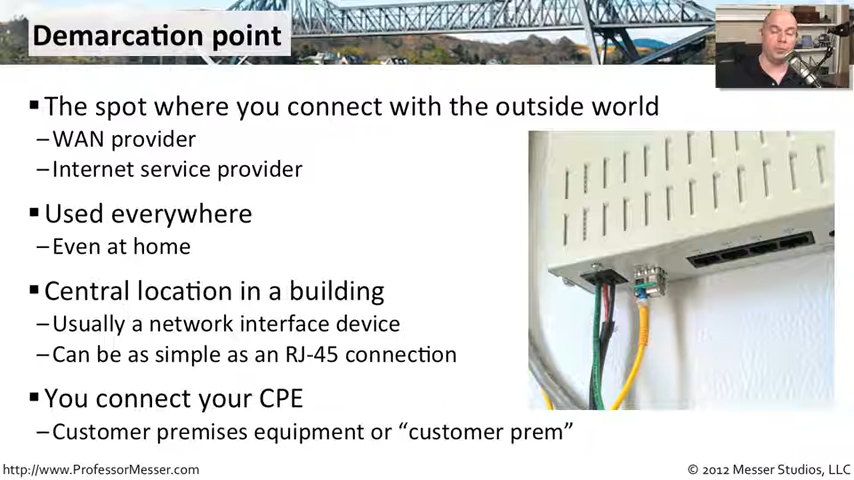 Demarcation point
▪The spot where you connect with the outside world
–WAN provider
–Internet service provider
▪Used everywhere
–Even at home
▪Central location in a building
–Usually a network interface device
–Can be as simple as an RJ-45 connection
▪You connect your CPE
–Customer premises equipment or “customer prem”
http://www.ProfessorMesser.com
© 2012 Messer Studios, LLC